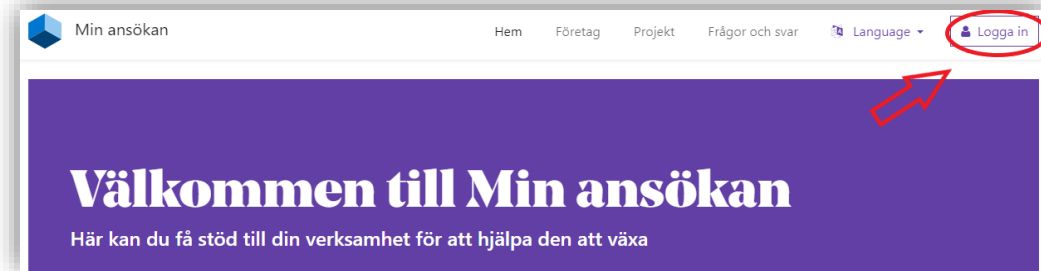 Min ansökan Hem Företag Projekt Frågor och svar Language Logga in
Välkommen till Min ansökan
Här kan du få stöd till din verksamhet för att hjälpa den att växa